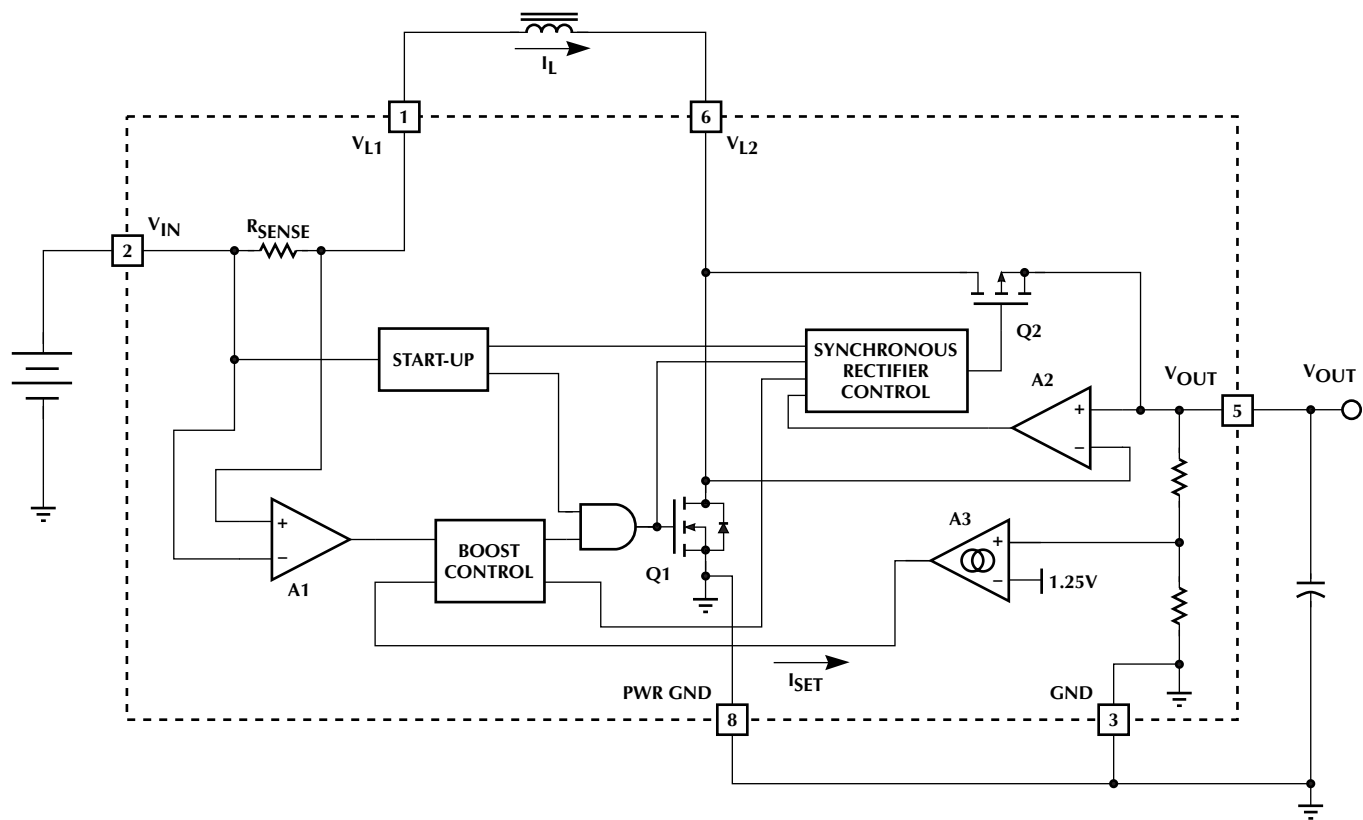 I_L
1
6
V_L1
V_L2
V_IN
R_SENSE
2
START-UP
SYNCHRONOUS
RECTIFIER
CONTROL
Q2
A2
+
−
V_OUT
5
V_OUT
A1
+
−
BOOST
CONTROL
Q1
A3
+
−
1.25V
I_SET
PWR GND
8
GND
3